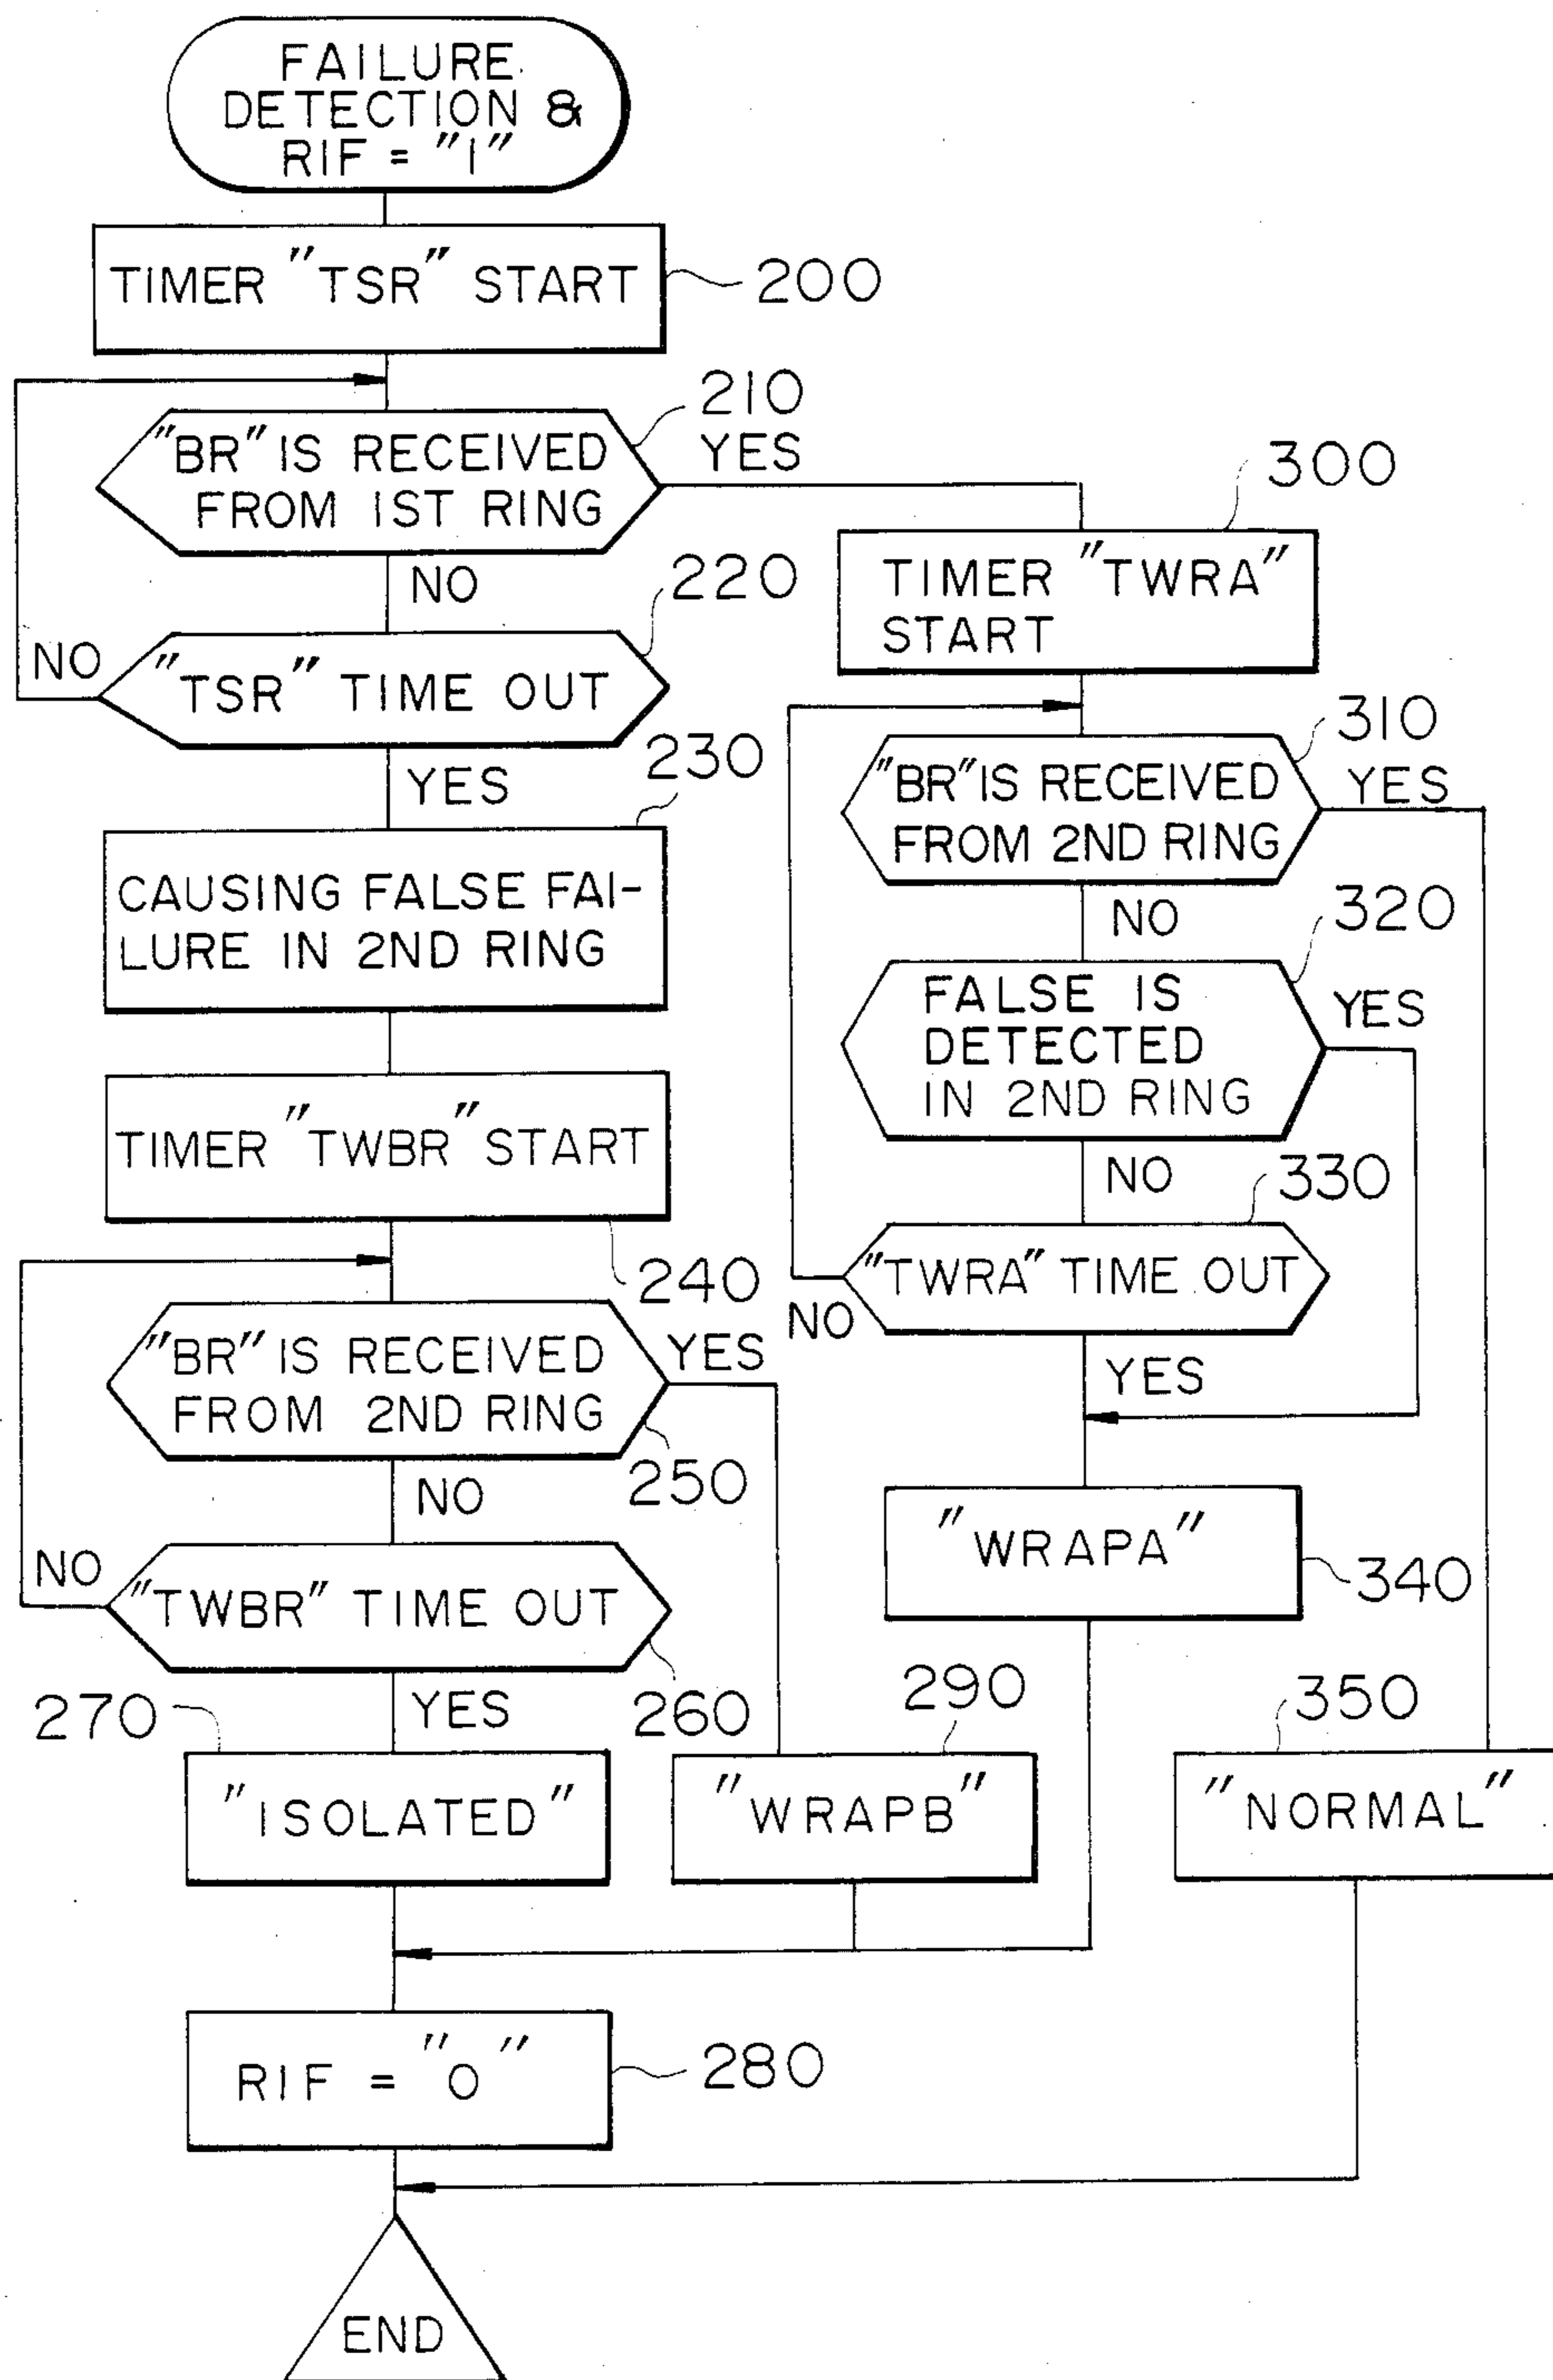 FAILURE
DETECTION &
RIF = "1"
TIMER "TSR" START
200
"BR" IS RECEIVED
FROM 1ST RING
210
YES
NO
"TSR" TIME OUT
220
NO
YES
230
CAUSING FALSE FAI-
LURE IN 2ND RING
TIMER "TWBR" START
240
"BR" IS RECEIVED
FROM 2ND RING
YES
250
NO
"TWBR" TIME OUT
NO
260
YES
270
"ISOLATED"
290
"WRAPB"
300
TIMER "TWRA"
START
310
"BR" IS RECEIVED
FROM 2ND RING
YES
NO
320
FALSE IS
DETECTED
IN 2ND RING
YES
NO
330
"TWRA" TIME OUT
NO
YES
"WRAPA"
340
350
"NORMAL"
RIF = "0"
280
END